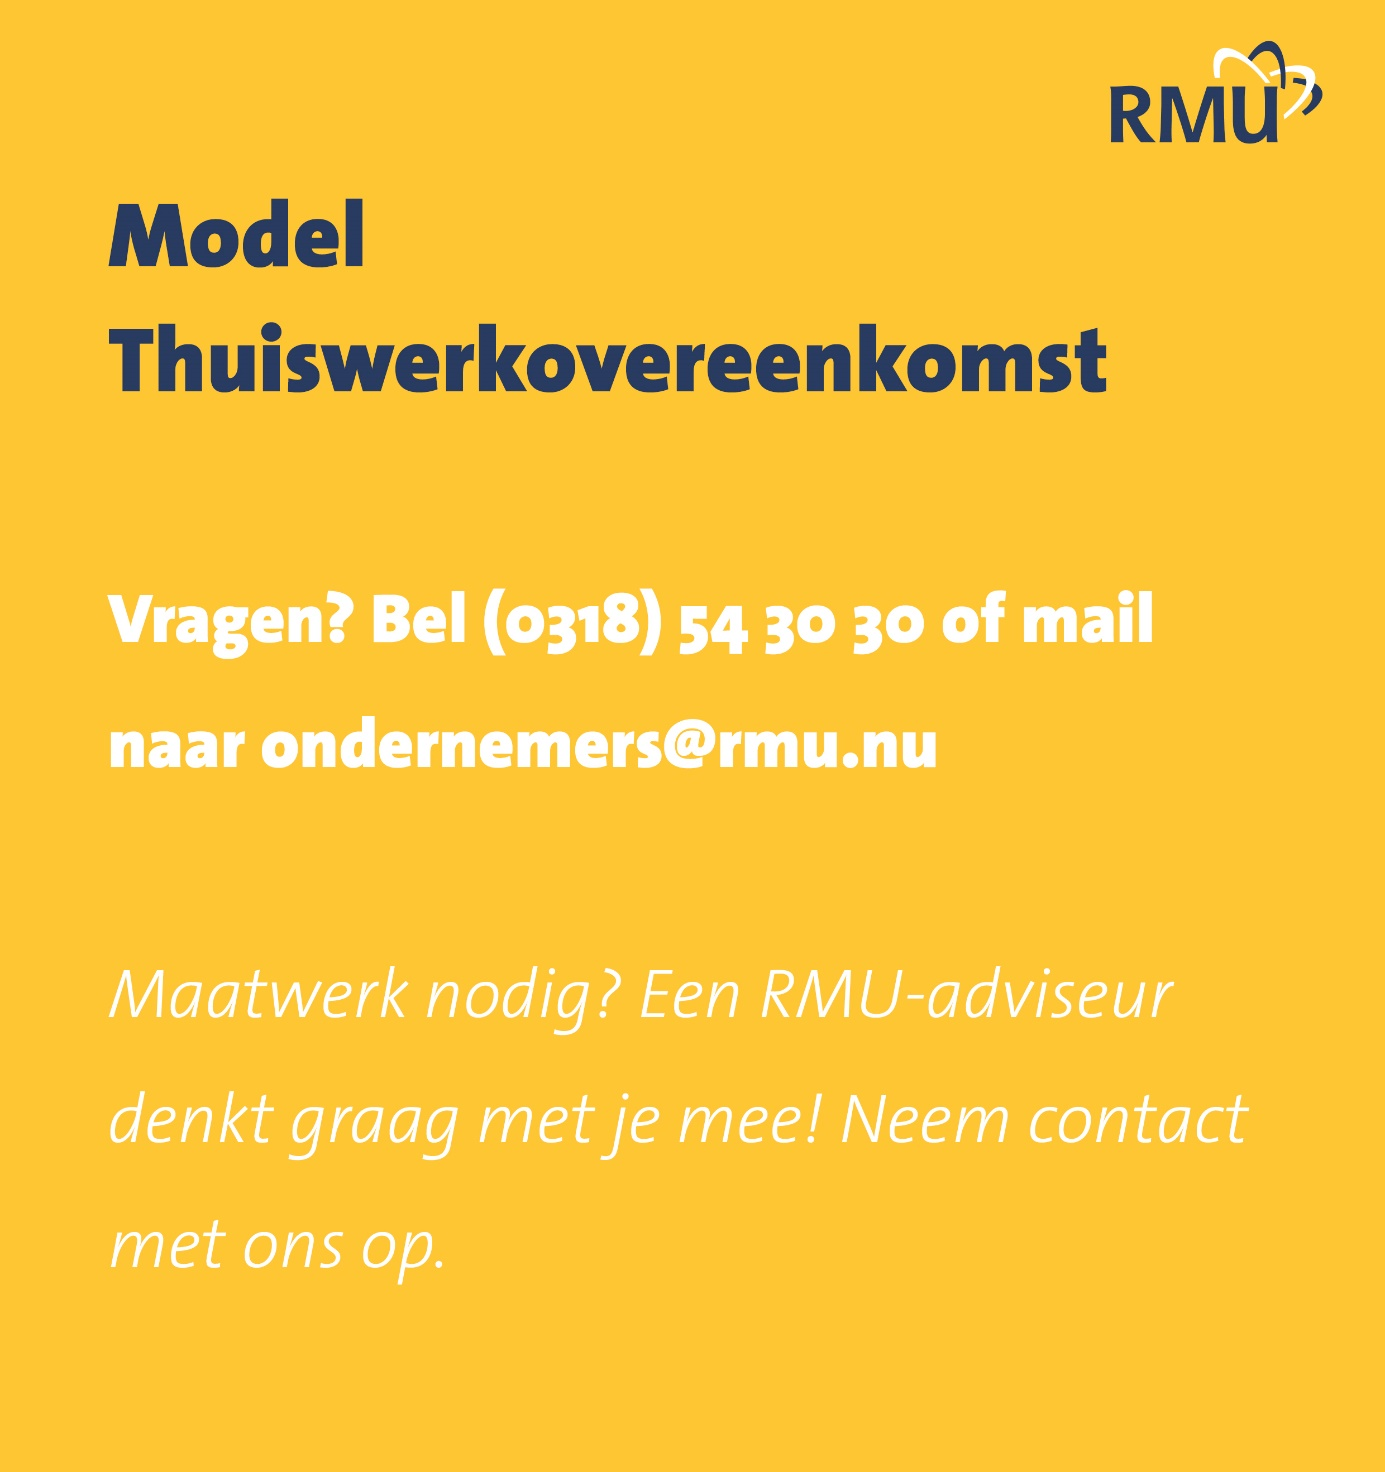 RMU
Model
Thuiswerkovereenkomst
Vragen? Bel (0318) 54 30 30 of mail
naar ondernemers@rmu.nu
Maatwerk nodig? Een RMU-adviseur
denkt graag met je mee! Neem contact
met ons op.